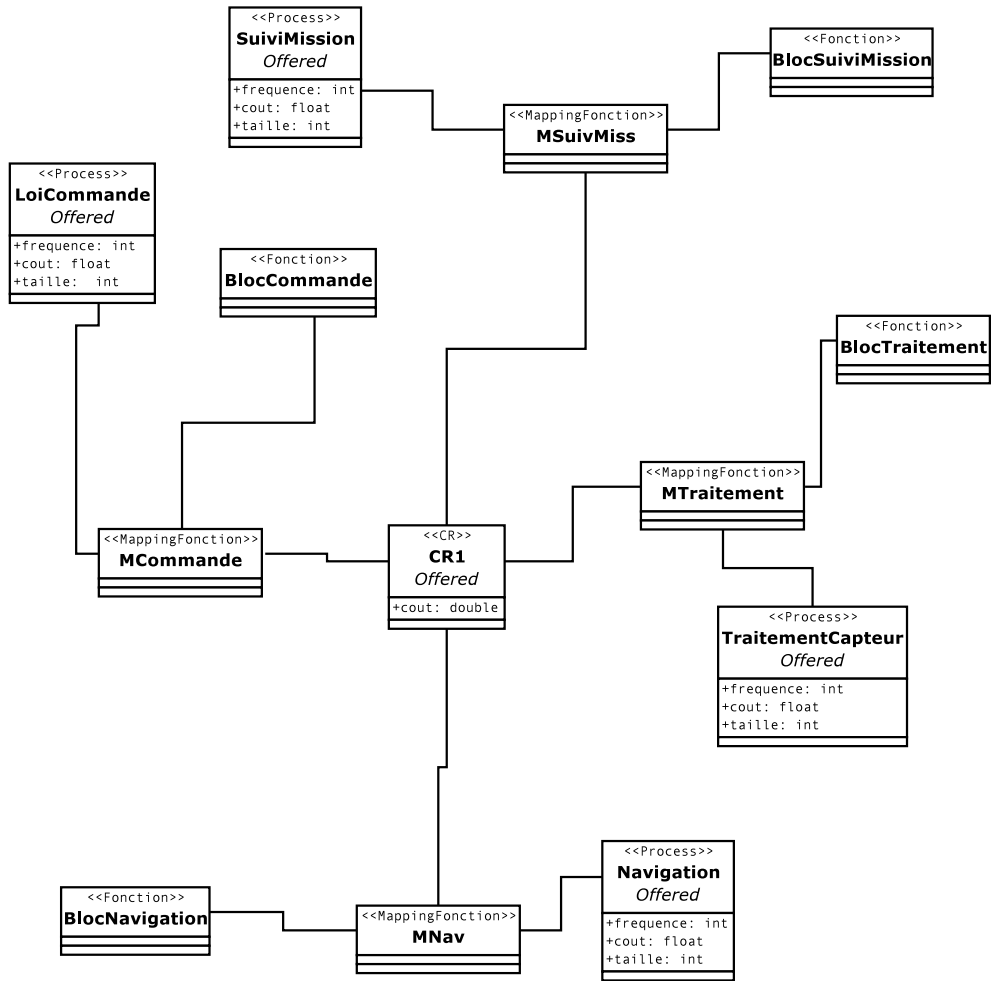 <<Process>>
SuiviMission
Offered
+frequence: int
+cout: float
+taille: int
<<Fonction>>
BlocSuiviMission
<<MappingFonction>>
MSuivMiss
<<Process>>
LoiCommande
Offered
+frequence: int
+cout: float
+taille:  int
<<Fonction>>
BlocCommande
<<Fonction>>
BlocTraitement
<<MappingFonction>>
MTraitement
<<MappingFonction>>
MCommande
<<CR>>
CR1
Offered
+cout: double
<<Process>>
TraitementCapteur
Offered
+frequence: int
+cout: float
+taille: int
<<Process>>
Navigation
Offered
+frequence: int
+cout: float
+taille: int
<<Fonction>>
BlocNavigation
<<MappingFonction>>
MNav